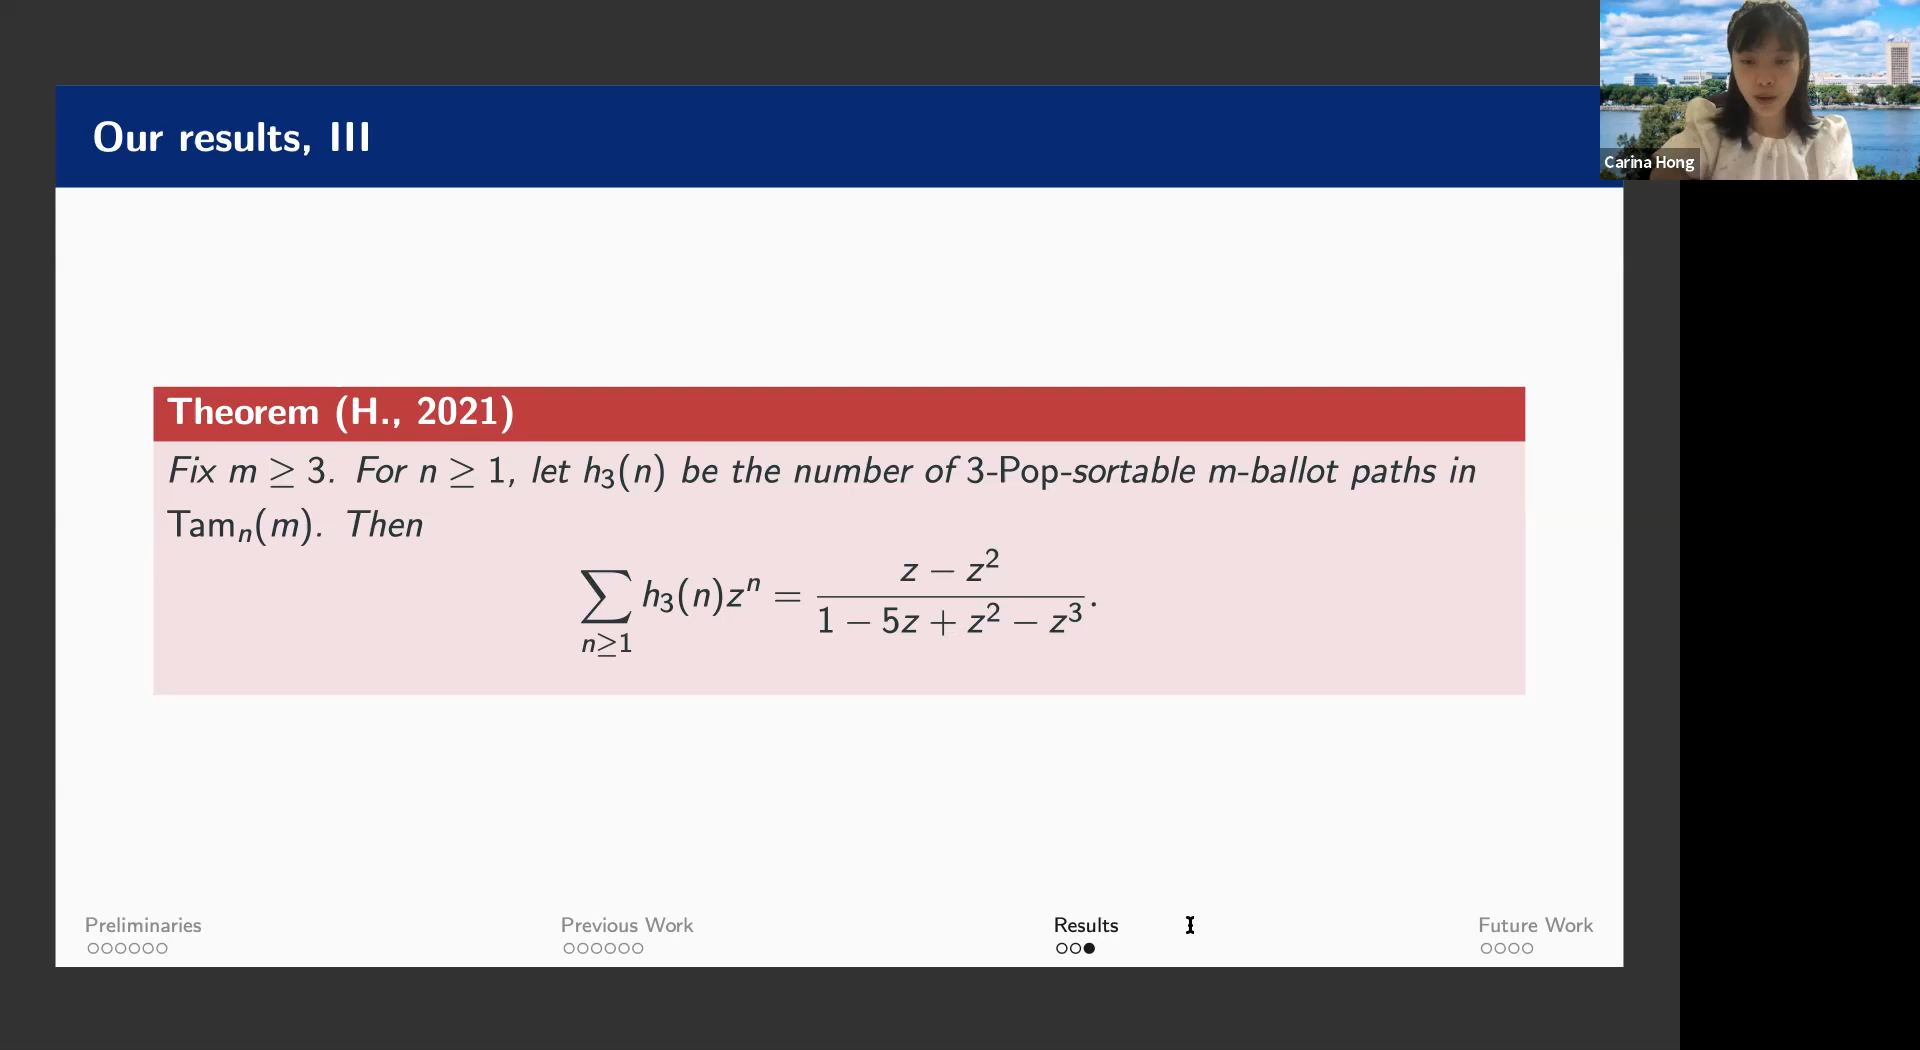 Our results, III
Carina Hong
Theorem (H., 2021)
Fix m ≥ 3. For n ≥ 1, let h₃(n) be the number of 3-Pop-sortable m-ballot paths in
Tamₙ(m). Then
∑_{n≥1} h₃(n)zⁿ = (z − z²)/(1 − 5z + z² − z³).
Preliminaries
Previous Work
Results
Future Work